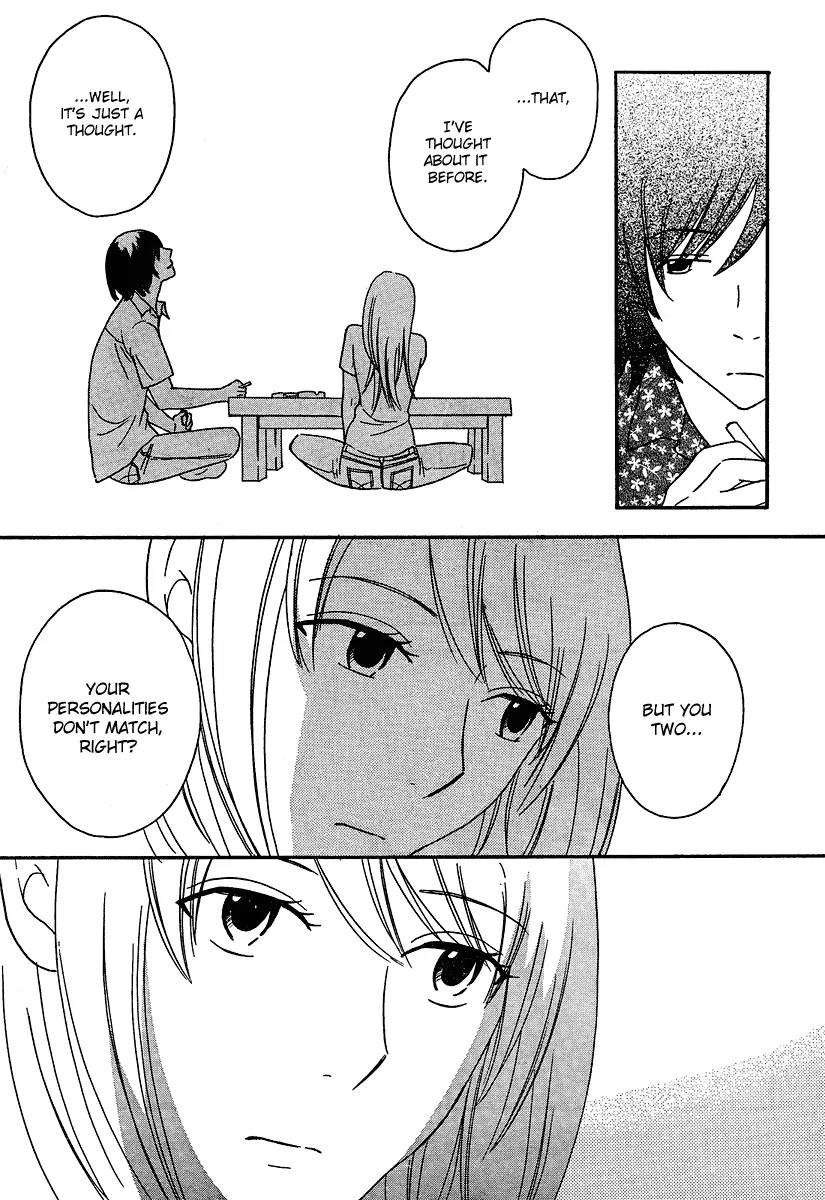 ...THAT,
I'VE
THOUGHT
ABOUT IT
BEFORE.
...WELL,
IT'S JUST A
THOUGHT.
BUT YOU
TWO...
YOUR
PERSONALITIES
DON'T MATCH,
RIGHT?